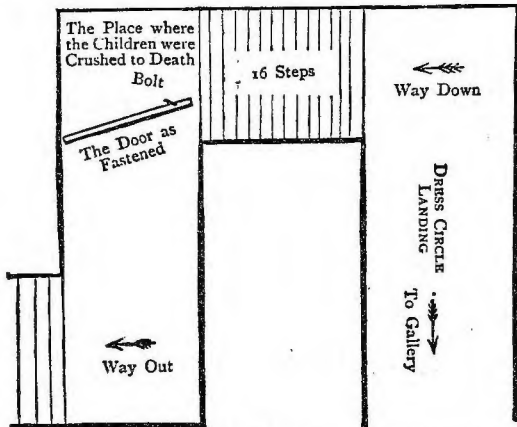 The Place where
the Children were
Crushed to Death
Bolt
The Door as
Fastened
16 Steps
Way Down
DRESS CIRCLE
LANDING
To Gallery
Way Out